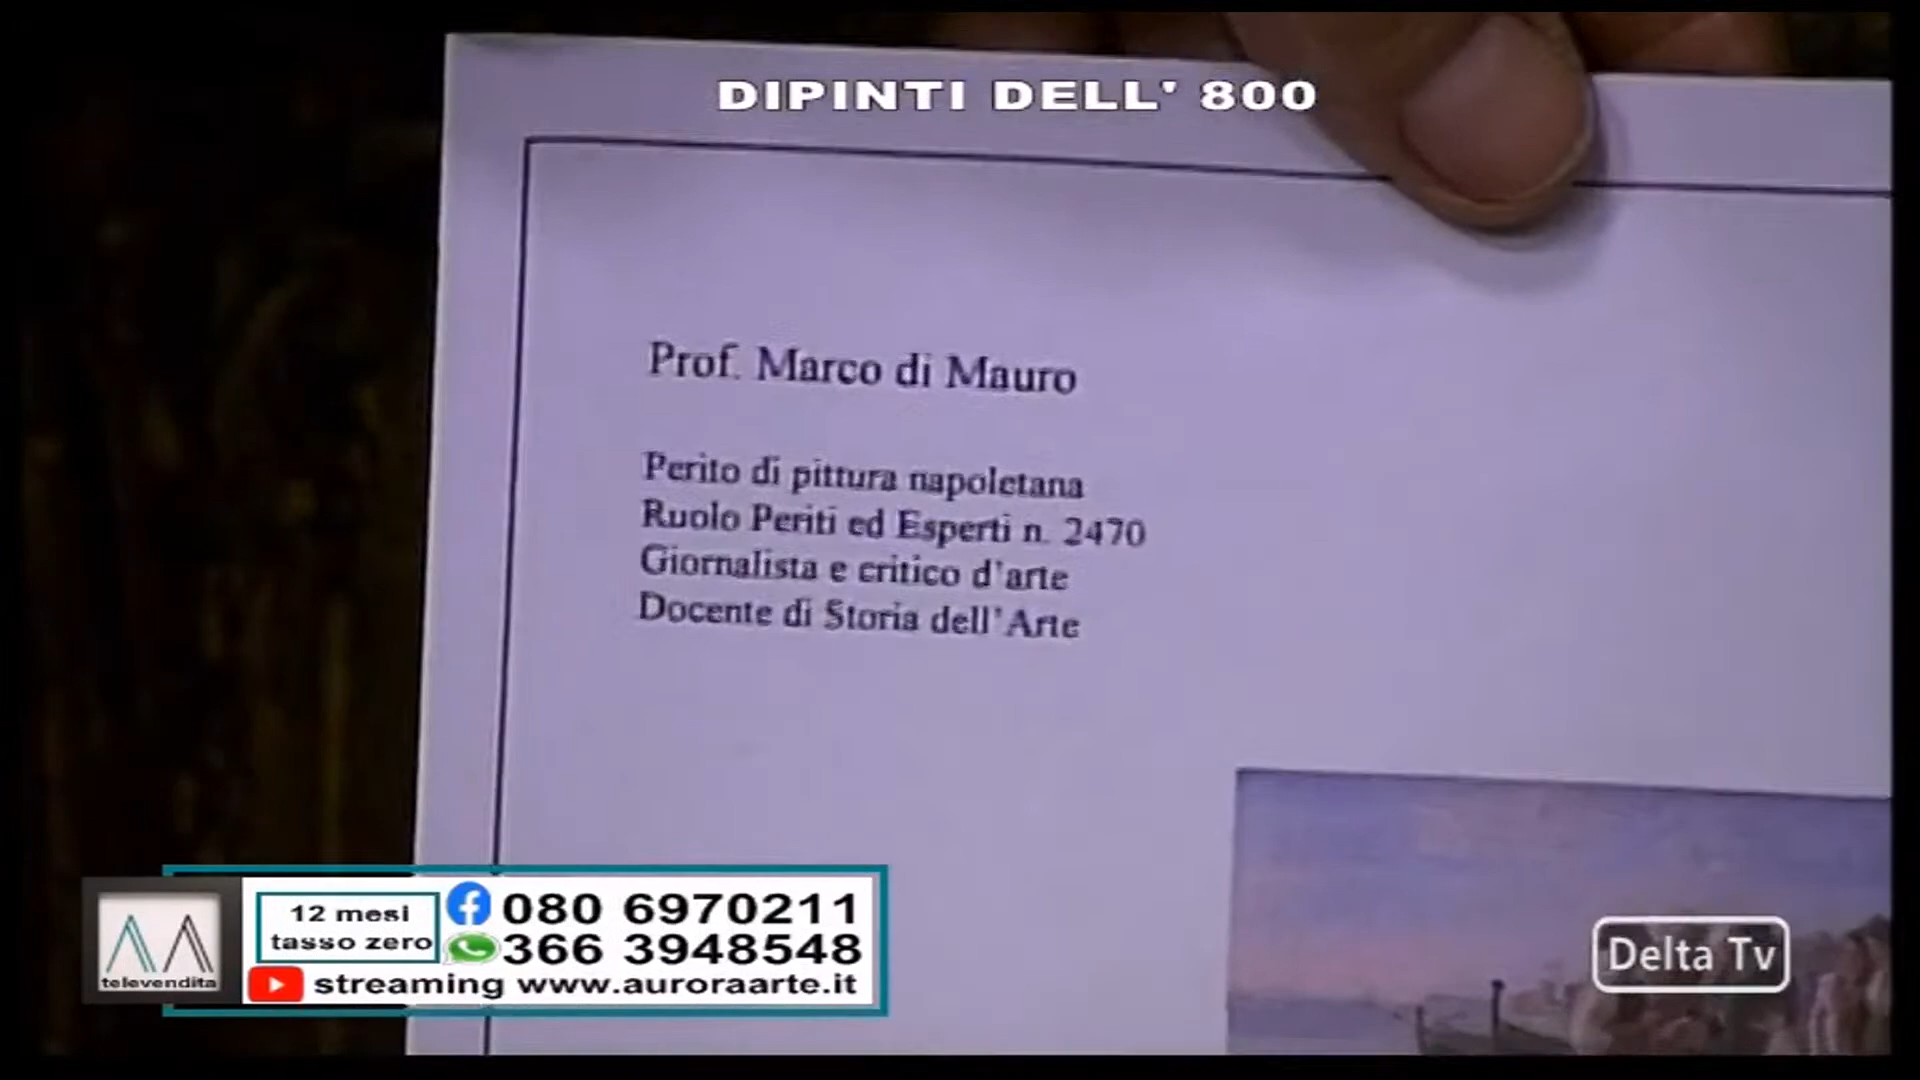 DIPINTI DELL' 800
Prof. Marco di Mauro
Perito di pittura napoletana
Ruolo Periti ed Esperti n. 2470
Giornalista e critico d'arte
Docente di Storia dell'Arte
12 mesi
tasso zero
080 6970211
366 3948548
streaming www.auroraarte.it
AA
televendita
Delta Tv